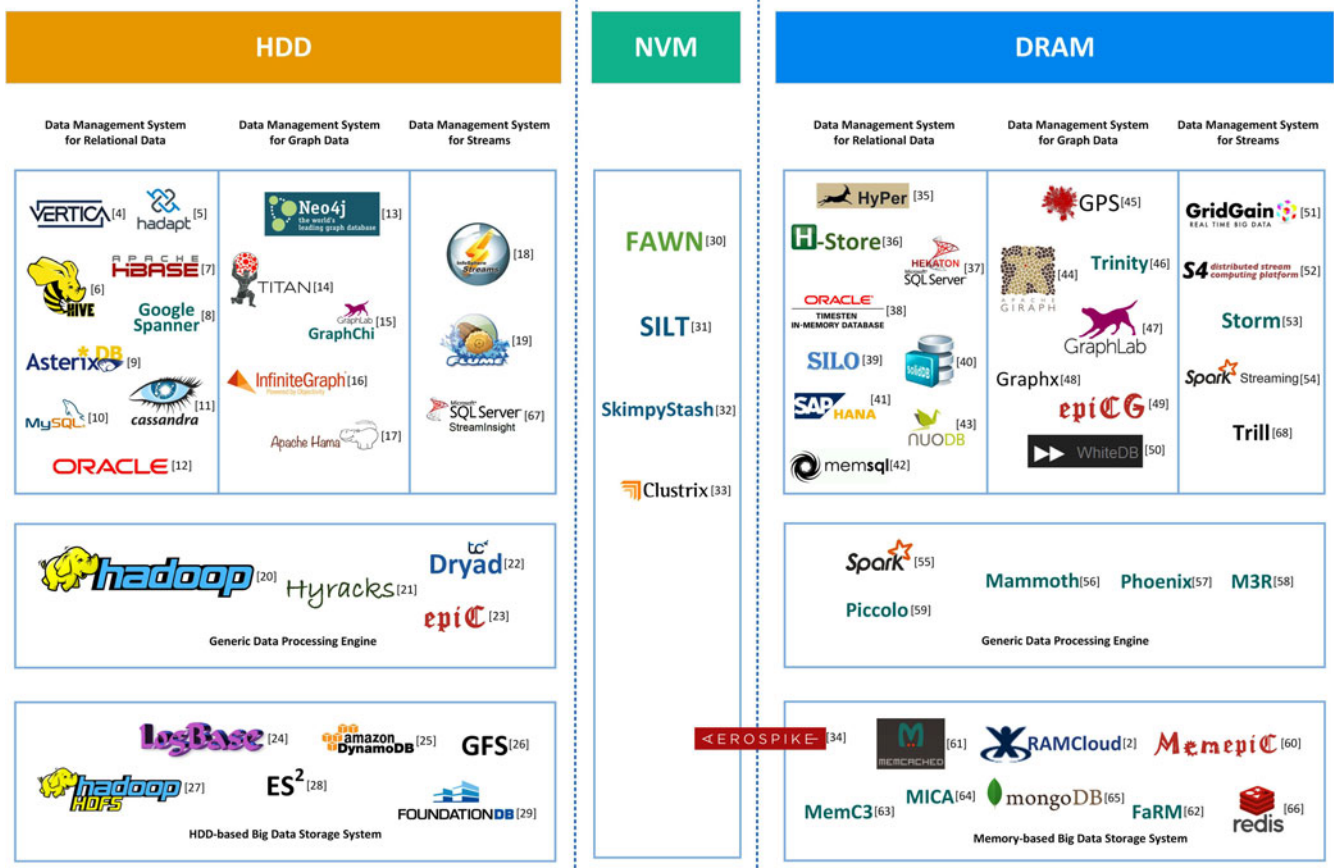 HDD
NVM
DRAM
Data Management System
for Relational Data
Data Management System
for Graph Data
Data Management System
for Streams
Data Management System
for Relational Data
Data Management System
for Graph Data
Data Management System
for Streams
VERTICA [4]
hadapt [5]
HIVE [6]
APACHE
HBASE [7]
Google
Spanner [8]
AsterixDB [9]
MySQL [10]
cassandra [11]
ORACLE [12]
Neo4j
the world's
leading graph database [13]
TITAN [14]
GraphLab
GraphChi [15]
InfiniteGraph [16]
Powered by Objectivity
Apache Hama [17]
InfoSphere
Streams [18]
FLUME [19]
Microsoft
SQL Server [67]
StreamInsight
FAWN [30]
SILT [31]
SkimpyStash [32]
Clustrix [33]
HyPer [35]
H-Store [36]
HEKATON
Microsoft
SQL Server [37]
ORACLE
TIMESTEN
IN-MEMORY DATABASE [38]
SILO [39]
solidDB [40]
SAP HANA [41]
memsql [42]
NUODB [43]
GPS [45]
APACHE
GIRAPH [44]
Trinity [46]
GraphLab [47]
Graphx [48]
epiCG [49]
WhiteDB [50]
GridGain [51]
REAL TIME BIG DATA
S4 distributed stream
computing platform [52]
Storm [53]
Spark Streaming [54]
Trill [68]
hadoop [20]
Hyracks [21]
Dryad [22]
epiC [23]
Generic Data Processing Engine
Spark [55]
Mammoth [56]
Phoenix [57]
M3R [58]
Piccolo [59]
Generic Data Processing Engine
LogBase [24]
amazon
DynamoDB [25]
GFS [26]
hadoop
HDFS [27]
ES2 [28]
FOUNDATIONDB [29]
HDD-based Big Data Storage System
AEROSPIKE [34]
MEMCACHED [61]
RAMCloud [2]
MemepiC [60]
MemC3 [63]
MICA [64]
mongoDB [65]
FaRM [62]
redis [66]
Memory-based Big Data Storage System